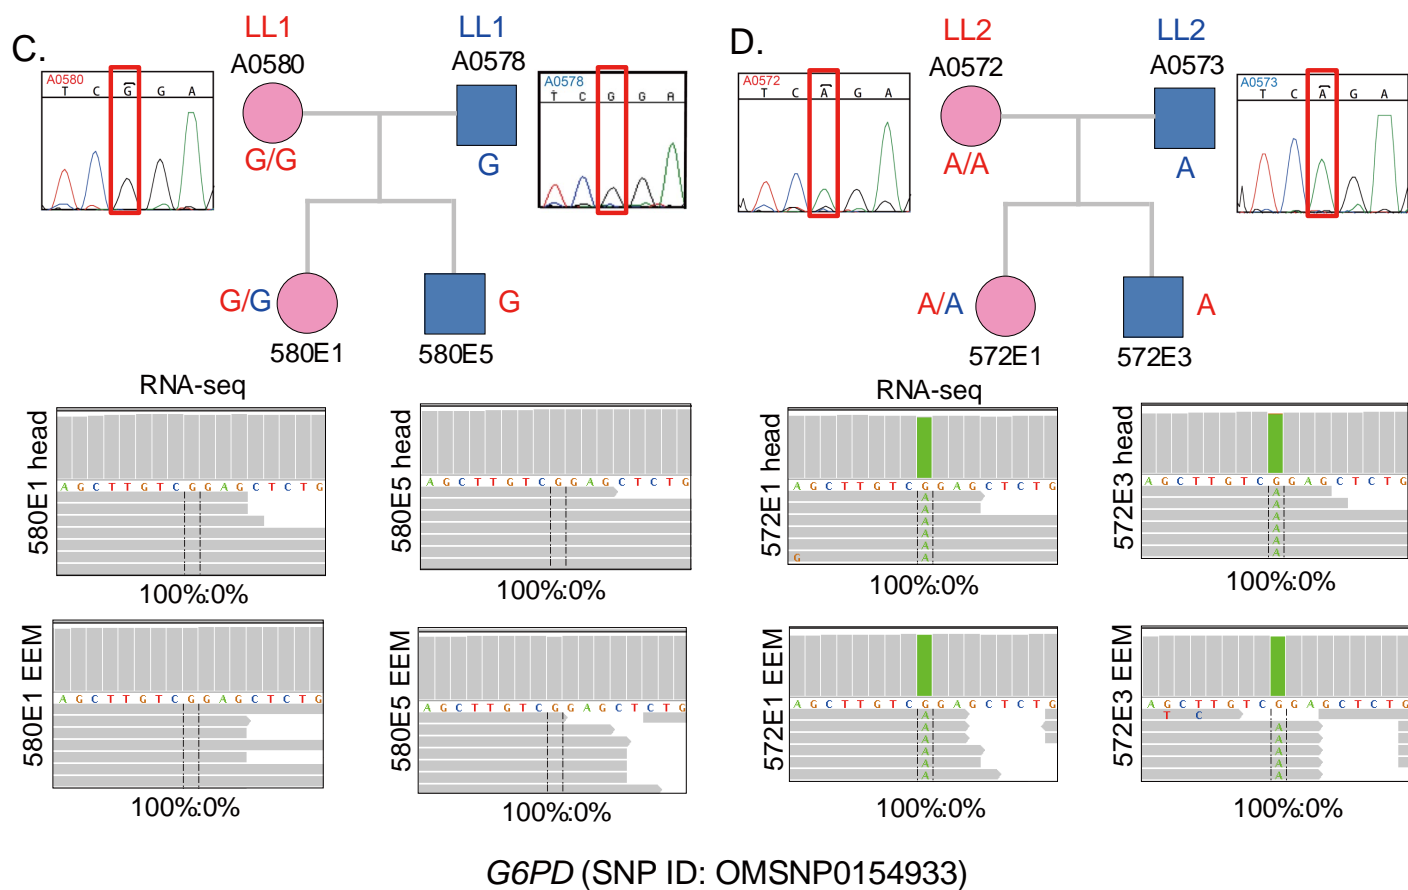 C.
LL1
LL1
A0580
A0578
A0580
T C G G A
A0578
T C G G A
G/G
G
G/G
G
580E1
580E5
RNA-seq
580E1 head
A G C T T G T C G G A G C T C T G
100%:0%
580E5 head
A G C T T G T C G G A G C T C T G
580E1 EEM
A G C T T G T C G G A G C T C T G
100%:0%
580E5 EEM
A G C T T G T C G G A G C T C T G
100%:0%
D.
LL2
LL2
A0572
A0573
A0572
T C A G A
A0573
T C A G A
A/A
A
A/A
A
572E1
572E3
RNA-seq
572E1 head
A G C T T G T C G G A G C T C T G
A
A
A
A
A
G A
100%:0%
572E3 head
A G C T T G T C G G A G C T C T G
A
A
A
A
A
A
100%:0%
572E1 EEM
A G C T T G T C G G A G C T C T G
A
A
A
A
A
A
100%:0%
572E3 EEM
A G C T T G T C G G A G C T C T G
T C
A
A
A
A
A
100%:0%
G6PD (SNP ID: OMSNP0154933)